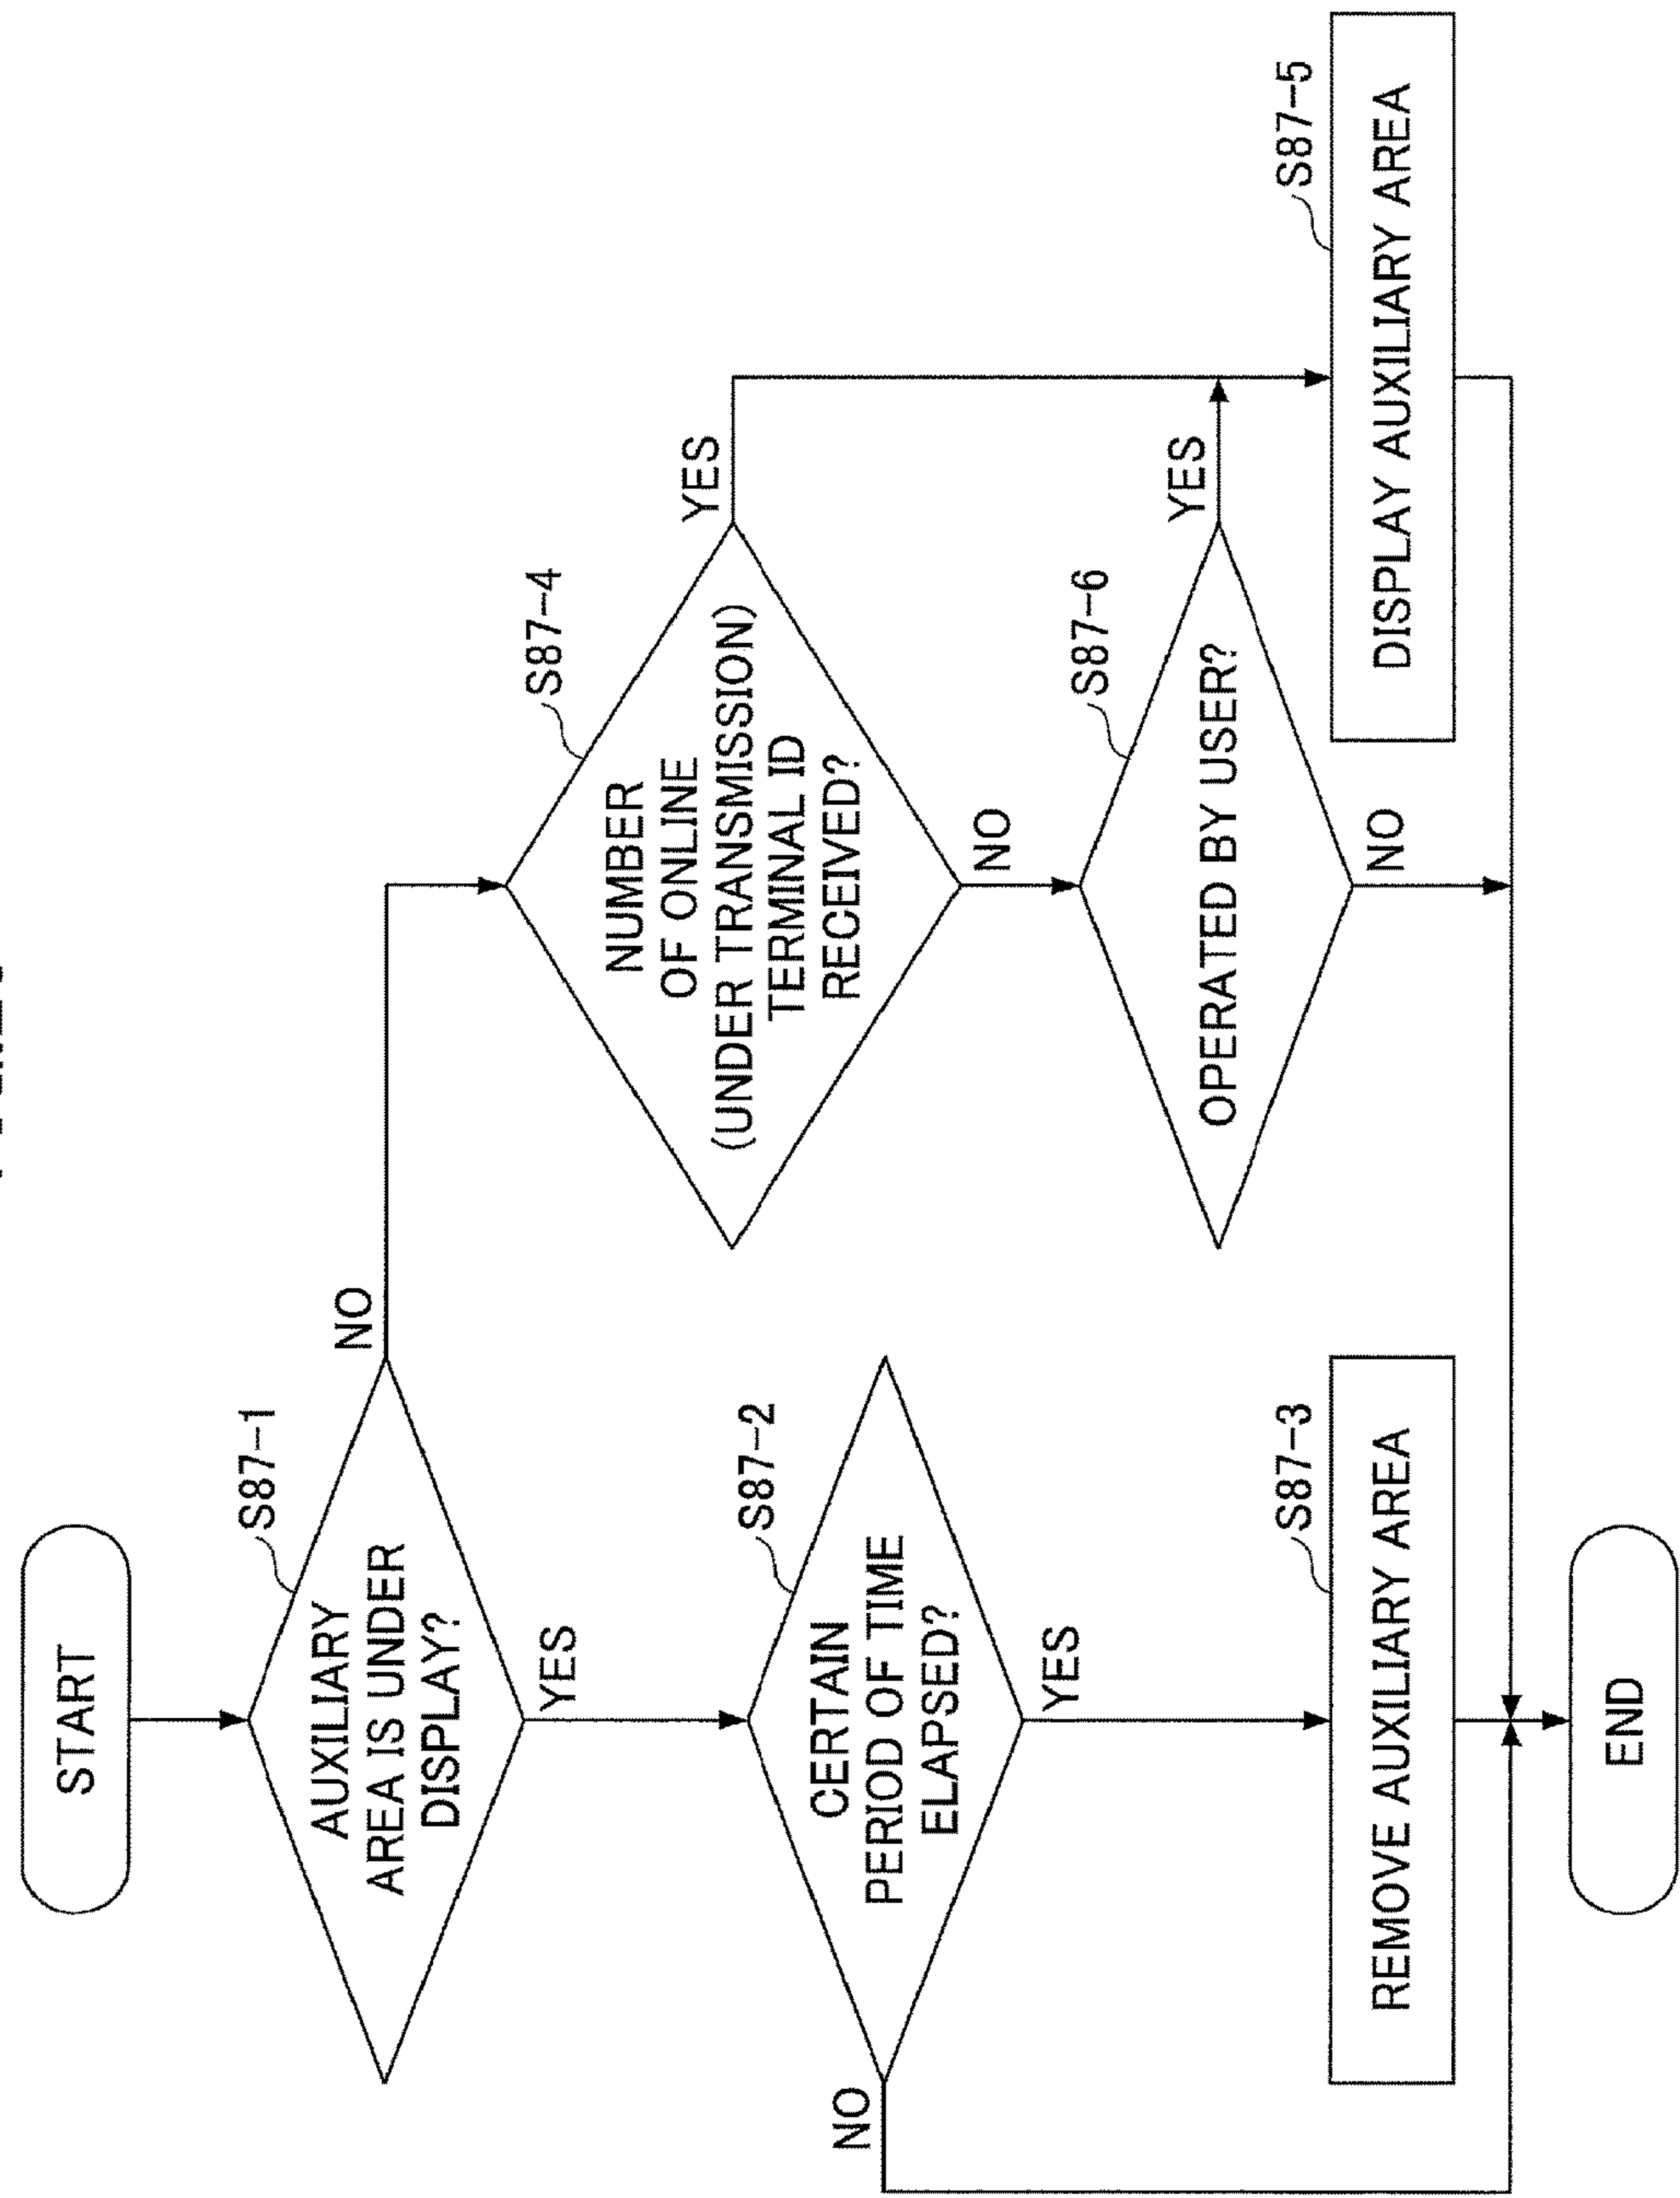 START
S87-1
AUXILIARY
AREA IS UNDER
DISPLAY?
NO
YES
S87-2
CERTAIN
PERIOD OF TIME
ELAPSED?
NO
YES
S87-3
REMOVE AUXILIARY AREA
S87-4
NUMBER
OF ONLINE
(UNDER TRANSMISSION)
TERMINAL ID
RECEIVED?
YES
NO
S87-6
OPERATED BY USER?
YES
NO
S87-5
DISPLAY AUXILIARY AREA
END